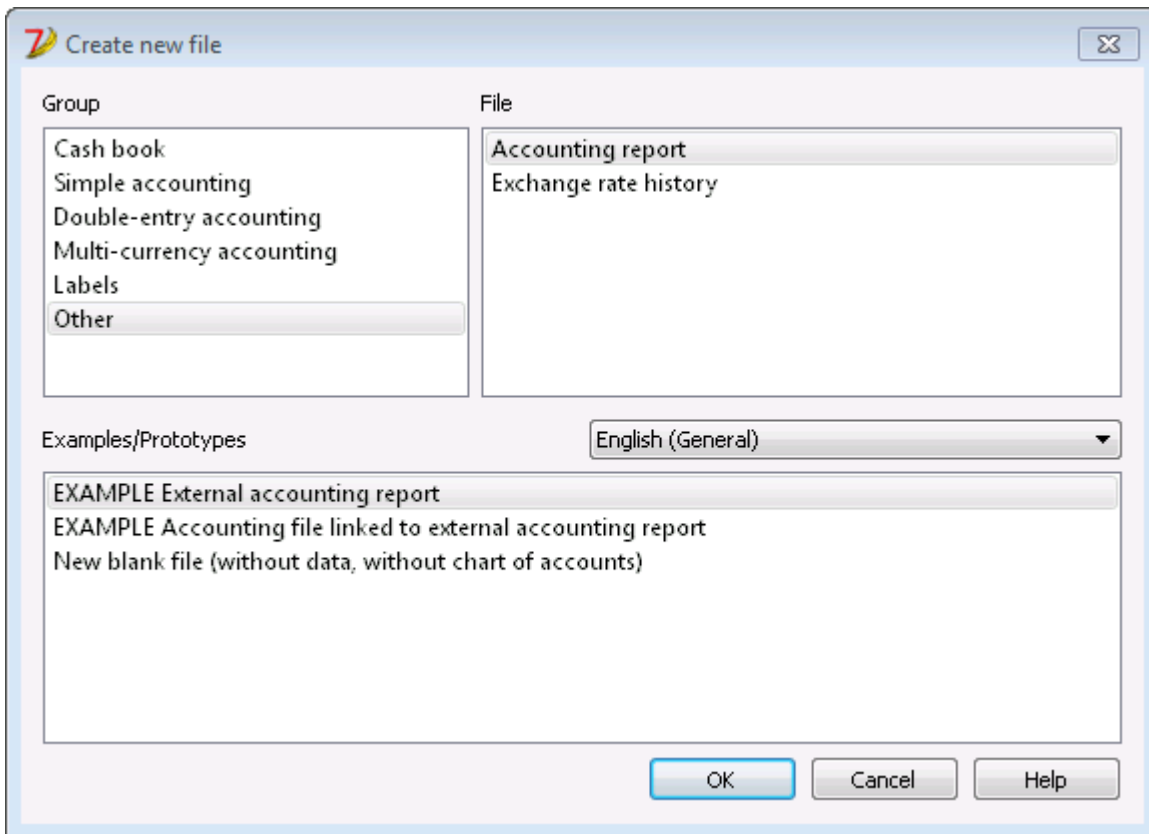 Create new file
Group
File
Cash book
Simple accounting
Double-entry accounting
Multi-currency accounting
Labels
Other
Accounting report
Exchange rate history
Examples/Prototypes
English (General)
EXAMPLE External accounting report
EXAMPLE Accounting file linked to external accounting report
New blank file (without data, without chart of accounts)
OK
Cancel
Help